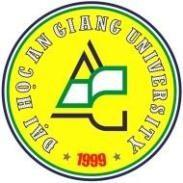 ĐẠI HỌC AN GIANG UNIVERSITY
★ 1999 ★